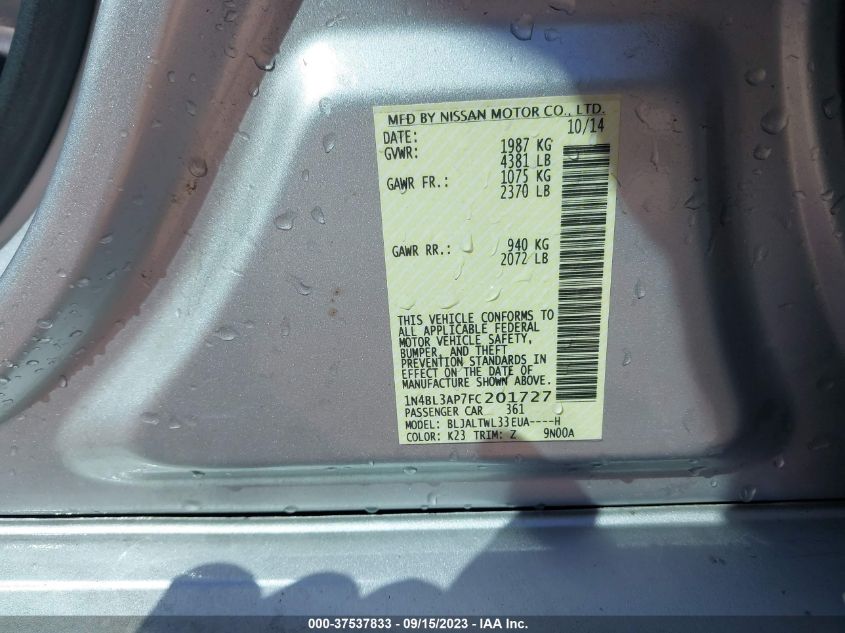 MFD BY NISSAN MOTOR CO., LTD.
DATE: 10/14
GVWR: 1987 KG
4381 LB
GAWR FR.: 1075 KG
2370 LB
GAWR RR.: 940 KG
2072 LB
THIS VEHICLE CONFORMS TO
ALL APPLICABLE FEDERAL
MOTOR VEHICLE SAFETY,
BUMPER, AND THEFT
PREVENTION STANDARDS IN
EFFECT ON THE DATE OF
MANUFACTURE SHOWN ABOVE.
1N4BL3AP7FC201727
PASSENGER CAR 361
MODEL: BLJALTWL33EUA----H
COLOR: K23 TRIM: Z 9N00A
000-37537833 - 09/15/2023 - IAA Inc.